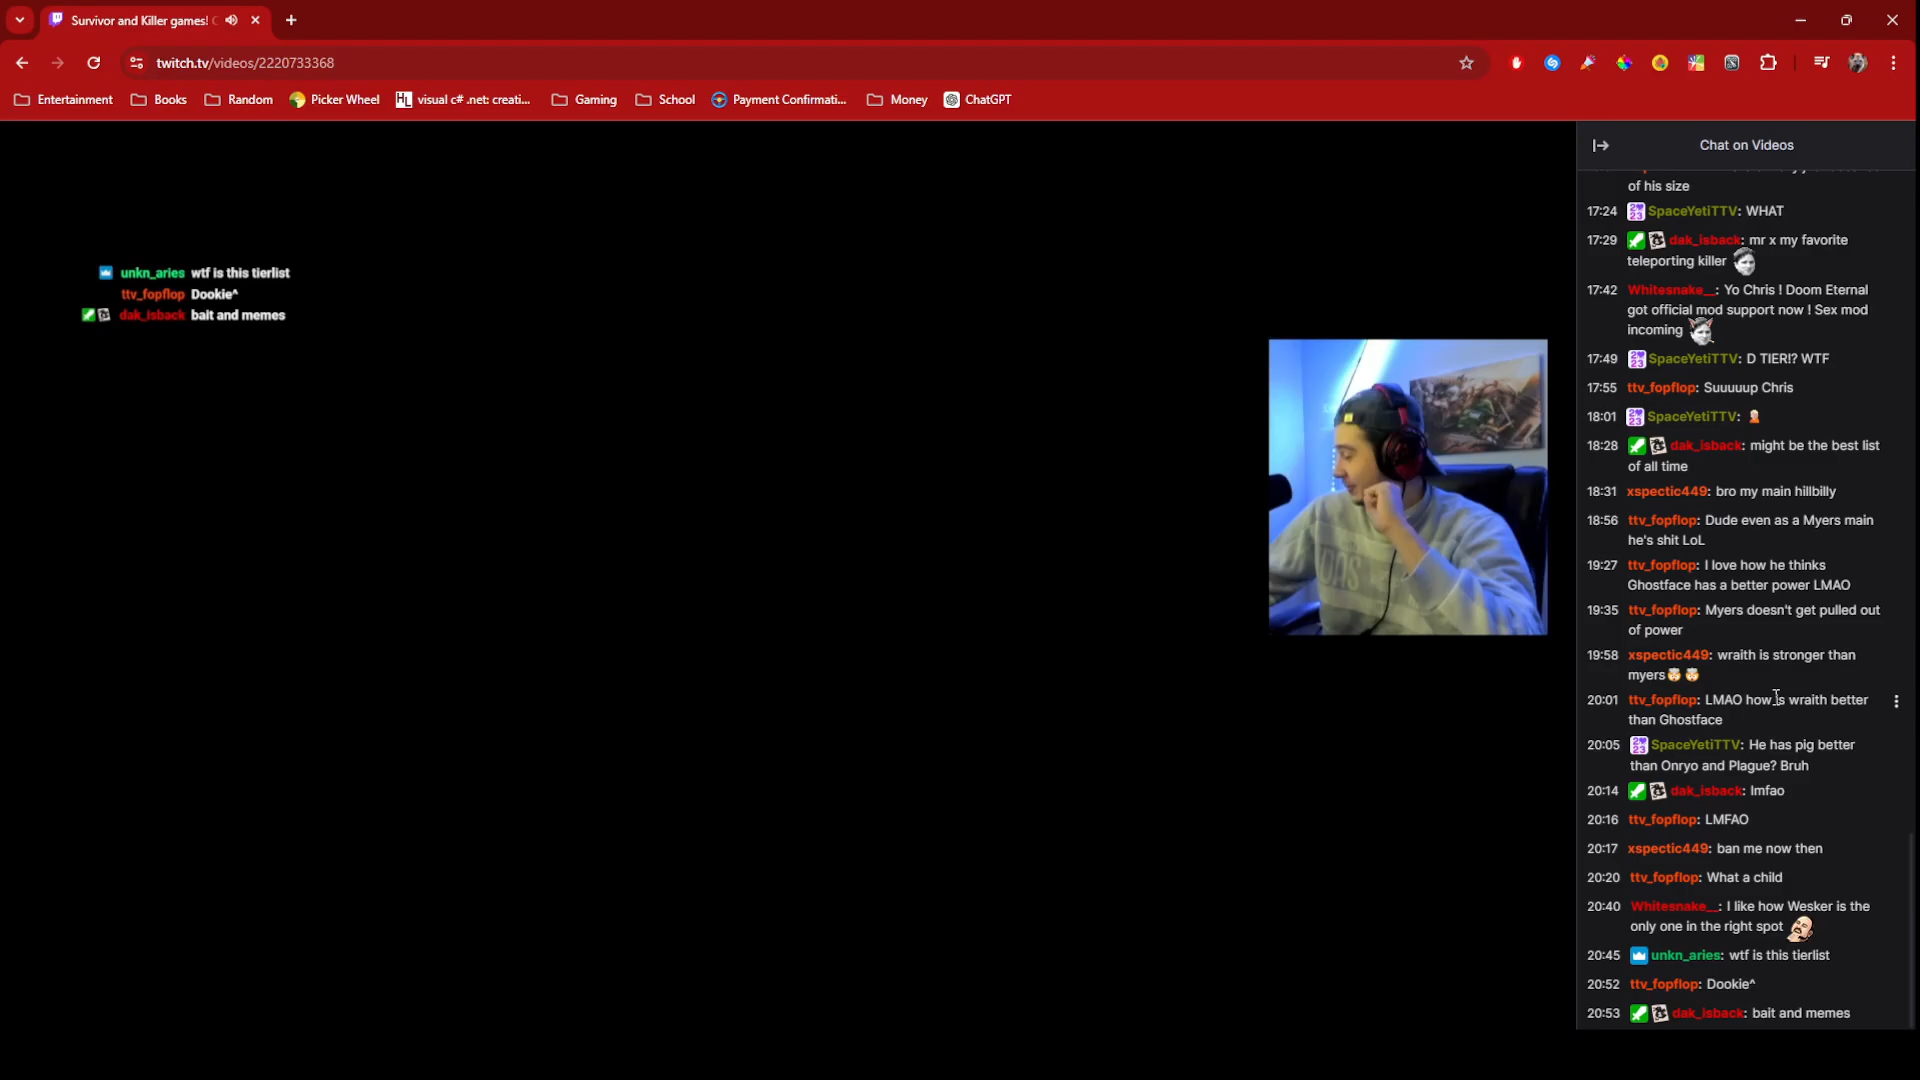 Survivor and Killer games!
twitch.tv/videos/2220733368
Entertainment
Books
Random
Picker Wheel
HL
visual c# .net: creati...
Gaming
School
Payment Confirmati...
Money
ChatGPT
Chat on Videos
unkn_aries wtf is this tierlist
ttv_fopflop Dookie^
dak_isback bait and memes
of his size
17:24 SpaceYetiTTV: WHAT
17:29 dak_isback: mr x my favorite
teleporting killer
17:42 Whitesnake__: Yo Chris ! Doom Eternal
got official mod support now ! Sex mod
incoming
17:49 SpaceYetiTTV: D TIER!? WTF
17:55 ttv_fopflop: Suuuuup Chris
18:01 SpaceYetiTTV:
18:28 dak_isback: might be the best list
of all time
18:31 xspectic449: bro my main hillbilly
18:56 ttv_fopflop: Dude even as a Myers main
he's shit LoL
19:27 ttv_fopflop: I love how he thinks
Ghostface has a better power LMAO
19:35 ttv_fopflop: Myers doesn't get pulled out
of power
19:58 xspectic449: wraith is stronger than
myers🤯🤯
20:01 ttv_fopflop: LMAO how is wraith better
than Ghostface
20:05 SpaceYetiTTV: He has pig better
than Onryo and Plague? Bruh
20:14 dak_isback: lmfao
20:16 ttv_fopflop: LMFAO
20:17 xspectic449: ban me now then
20:20 ttv_fopflop: What a child
20:40 Whitesnake__: I like how Wesker is the
only one in the right spot
20:45 unkn_aries: wtf is this tierlist
20:52 ttv_fopflop: Dookie^
20:53 dak_isback: bait and memes